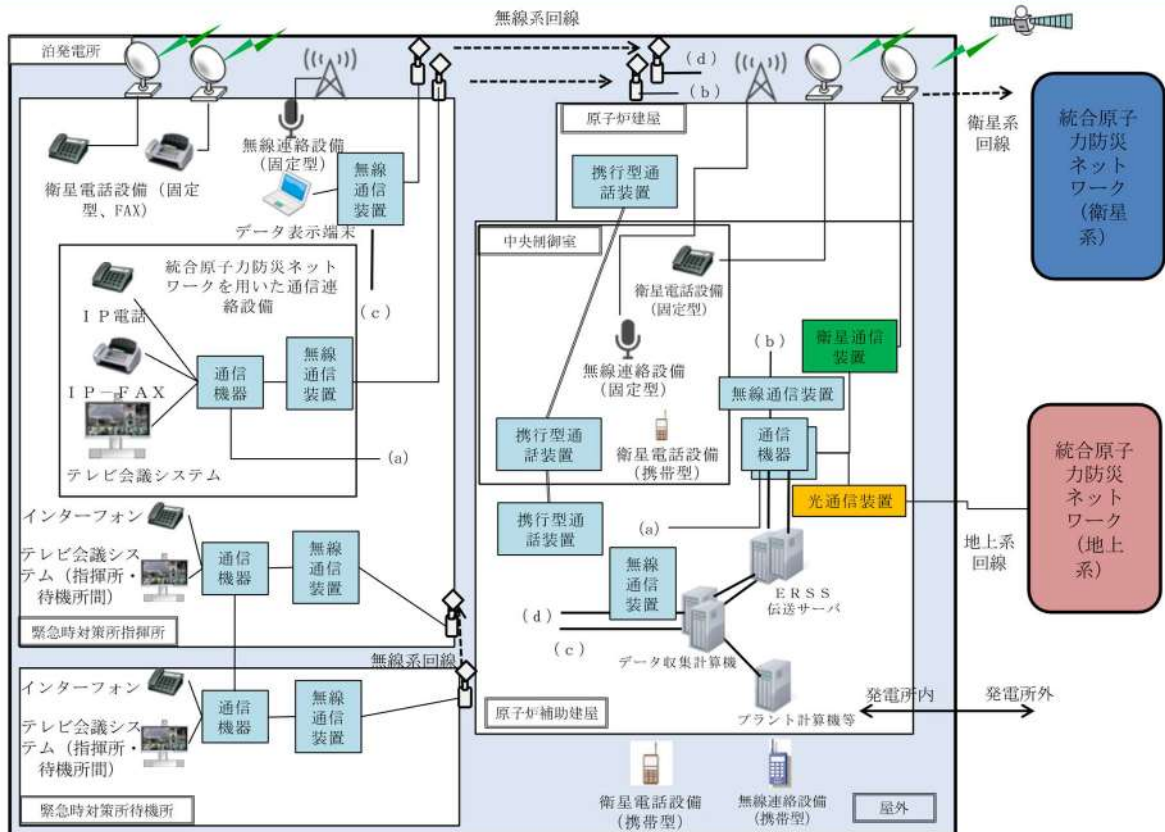 無線系回線
泊発電所
(d)
(b)
衛星系
回線
統合原子
力防災
ネット
ワーク
(衛星
系)
衛星電話設備(固定
型、FAX)
無線連絡設備
(固定型)
無線
通信
装置
データ表示端末
(c)
原子炉建屋
携行型通
話装置
統合原子力防災ネット
ワークを用いた通信連
絡設備
IP電話
IP-FAX
テレビ会議システム
通信
機器
無線
通信
装置
(a)
中央制御室
衛星電話設備
(固定型)
無線連絡設備
(固定型)
携行型通
話装置
衛星電話設備
(携帯型)
(b)
衛星通信
装置
無線通信装置
通信
機器
光通信装置
地上系
回線
統合原子
力防災
ネット
ワーク
(地上
系)
携行型通
話装置
(a)
無線
通信
装置
(d)
(c)
ERSS
伝送サーバ
データ収集計算機
プラント計算機等
原子炉補助建屋
発電所内
発電所外
インターフォン
テレビ会議シス
テム(指揮所・
待機所間)
通信
機器
無線
通信
装置
緊急時対策所指揮所
無線系回線
インターフォン
テレビ会議シス
テム(指揮所・
待機所間)
通信
機器
無線
通信
装置
緊急時対策所待機所
衛星電話設備
(携帯型)
無線連絡設備
(携帯型)
屋外